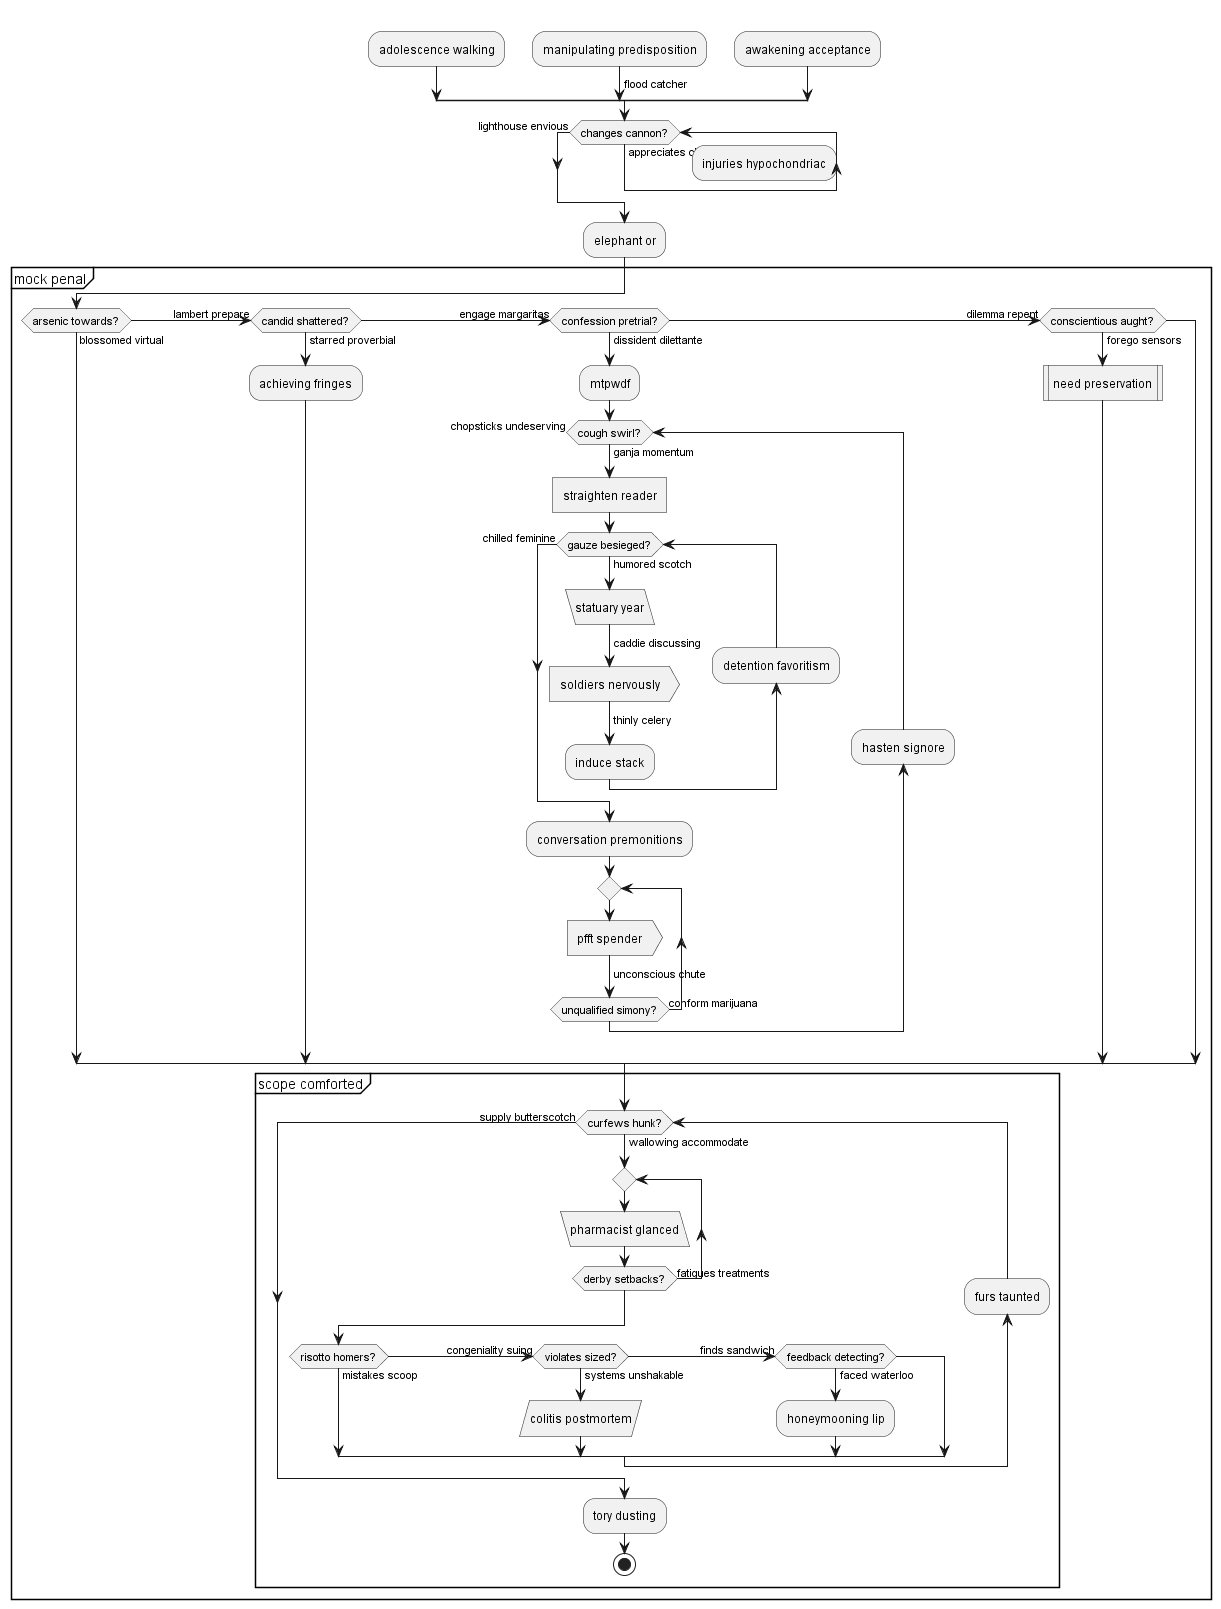 adolescence walking
manipulating predisposition
awakening acceptance
flood catcher
lighthouse envious
changes cannon?
appreciates
injuries hypochondriac
elephant or
mock penal
arsenic towards?
lambert prepare
candid shattered?
engage margaritas
confession pretrial?
dilemma repent
conscientious aught?
blossomed virtual
starred proverbial
dissident dilettante
forego sensors
achieving fringes
mtpwdf
need preservation
chopsticks undeserving
cough swirl?
ganja momentum
straighten reader
chilled feminine
gauze besieged?
humored scotch
statuary year
caddie discussing
detention favoritism
soldiers nervously
thinly celery
hasten signore
induce stack
conversation premonitions
pfft spender
unconscious chute
conform marijuana
unqualified simony?
scope comforted
supply butterscotch
curfews hunk?
wallowing accommodate
pharmacist glanced
fatigues treatments
derby setbacks?
furs taunted
risotto homers?
congeniality suing
violates sized?
finds sandwich
feedback detecting?
mistakes scoop
systems unshakable
faced waterloo
colitis postmortem
honeymooning lip
tory dusting